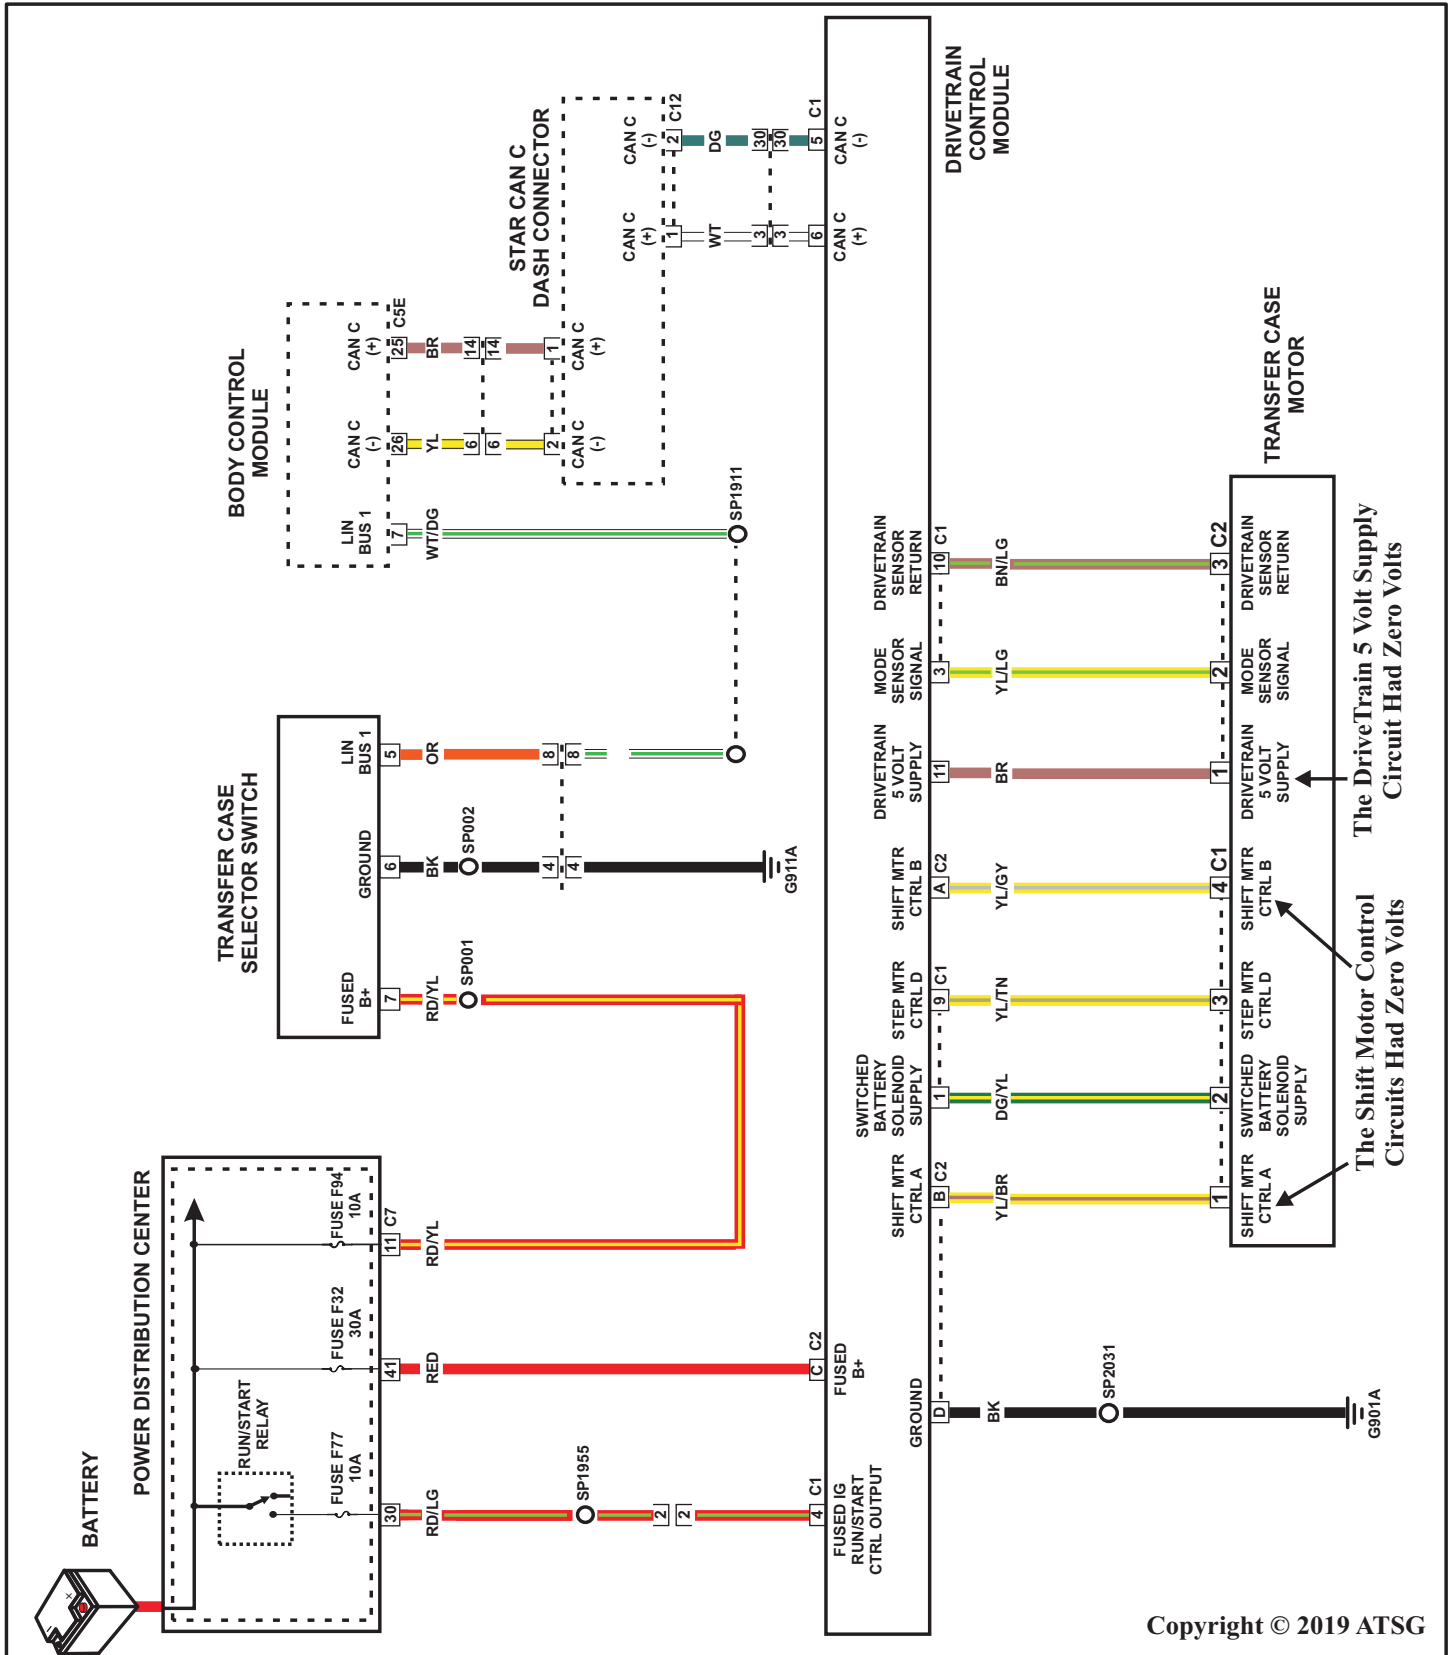 BATTERY
POWER DISTRIBUTION CENTER
RUN/START
RELAY
FUSE F77
10A
FUSE F32
30A
FUSE F94
10A
30
41
11
C7
RD/LG
RED
RD/YL
SP1955
2
2
4
C1
FUSED IG
RUN/START
CTRL OUTPUT
C
C2
FUSED
B+
TRANSFER CASE
SELECTOR SWITCH
FUSED
B+
GROUND
LIN
BUS 1
7
6
5
RD/YL
BK
OR
SP001
SP002
4
4
8
8
G911A
BODY CONTROL
MODULE
LIN
BUS 1
CAN C
(-)
CAN C
(+)
7
26
25
C5E
WT/DG
YL
BR
6
6
14
14
2
1
SP1911
STAR CAN C
DASH CONNECTOR
CAN C
(-)
CAN C
(+)
CAN C
(+)
CAN C
(-)
1
2
C12
WT
DG
3
3
30
30
6
5
C1
CAN C
(+)
CAN C
(-)
DRIVETRAIN
CONTROL
MODULE
GROUND
SHIFT MTR
CTRL A
SWITCHED
BATTERY
SOLENOID
SUPPLY
STEP MTR
CTRL D
SHIFT MTR
CTRL B
DRIVETRAIN
5 VOLT
SUPPLY
MODE
SENSOR
SIGNAL
DRIVETRAIN
SENSOR
RETURN
D
B
C2
1
9
C1
A
C2
11
3
10
C1
BK
YL/BR
DG/YL
YL/TN
YL/GY
BR
YL/LG
BN/LG
SP2031
G901A
1
2
3
4
C1
1
2
3
C2
SHIFT MTR
CTRL A
SWITCHED
BATTERY
SOLENOID
SUPPLY
STEP MTR
CTRL D
SHIFT MTR
CTRL B
DRIVETRAIN
5 VOLT
SUPPLY
MODE
SENSOR
SIGNAL
DRIVETRAIN
SENSOR
RETURN
TRANSFER CASE
MOTOR
The Shift Motor Control
Circuits Had Zero Volts
The DriveTrain 5 Volt Supply
Circuit Had Zero Volts
Copyright © 2019 ATSG